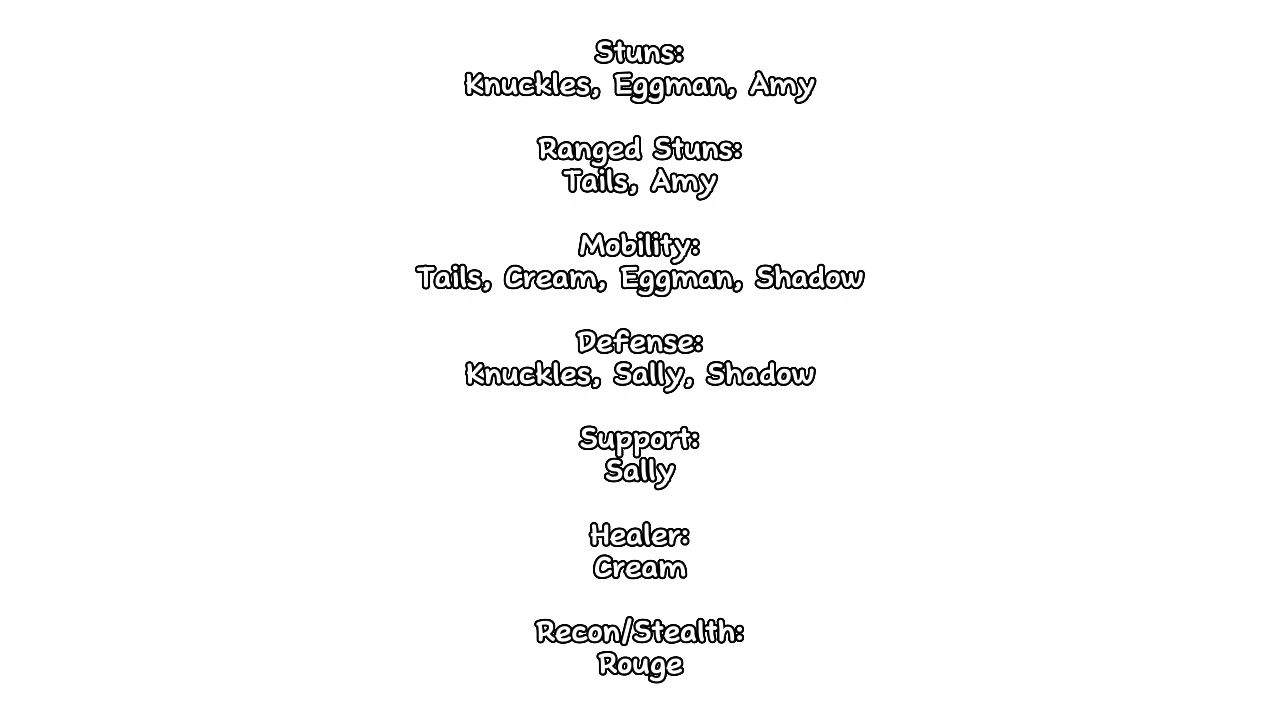 Stuns:
Knuckles, Eggman, Amy
Ranged Stuns:
Tails, Amy
Mobility:
Tails, Cream, Eggman, Shadow
Defense:
Knuckles, Sally, Shadow
Support:
Sally
Healer:
Cream
Recon/Stealth:
Rouge